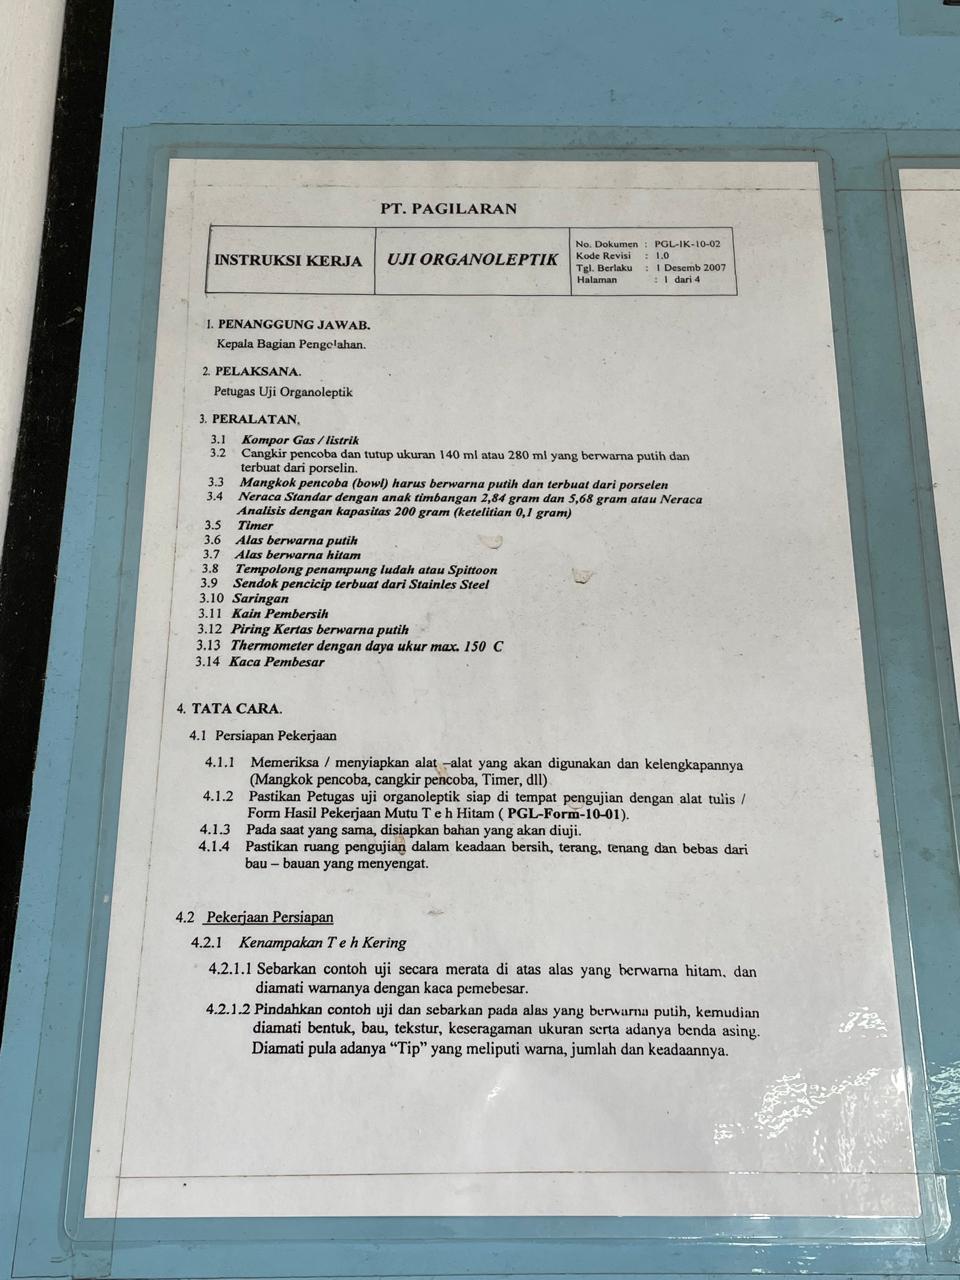 PT. PAGILARAN
INSTRUKSI KERJA
UJI ORGANOLEPTIK
No. Dokumen : PGL-IK-10-02
Kode Revisi : 1.0
Tgl. Berlaku : 1 Desemb 2007
Halaman : 1 dari 4
1. PENANGGUNG JAWAB.
Kepala Bagian Pengolahan.
2. PELAKSANA.
Petugas Uji Organoleptik
3. PERALATAN.
3.1 Kompor Gas / listrik
3.2 Cangkir pencoba dan tutup ukuran 140 ml atau 280 ml yang berwarna putih dan
terbuat dari porselin.
3.3 Mangkok pencoba (bowl) harus berwarna putih dan terbuat dari porselen
3.4 Neraca Standar dengan anak timbangan 2,84 gram dan 5,68 gram atau Neraca
Analisis dengan kapasitas 200 gram (ketelitian 0,1 gram)
3.5 Timer
3.6 Alas berwarna putih
3.7 Alas berwarna hitam
3.8 Tempolong penampung ludah atau Spittoon
3.9 Sendok pencicip terbuat dari Stainles Steel
3.10 Saringan
3.11 Kain Pembersih
3.12 Piring Kertas berwarna putih
3.13 Thermometer dengan daya ukur max. 150 C
3.14 Kaca Pembesar
4. TATA CARA.
4.1 Persiapan Pekerjaan
4.1.1 Memeriksa / menyiapkan alat –alat yang akan digunakan dan kelengkapannya
(Mangkok pencoba, cangkir pencoba, Timer, dll)
4.1.2 Pastikan Petugas uji organoleptik siap di tempat pengujian dengan alat tulis /
Form Hasil Pekerjaan Mutu T e h Hitam ( PGL-Form-10-01).
4.1.3 Pada saat yang sama, disiapkan bahan yang akan diuji.
4.1.4 Pastikan ruang pengujian dalam keadaan bersih, terang, tenang dan bebas dari
bau – bauan yang menyengat.
4.2 Pekerjaan Persiapan
4.2.1 Kenampakan T e h Kering
4.2.1.1 Sebarkan contoh uji secara merata di atas alas yang berwarna hitam, dan
diamati warnanya dengan kaca pemebesar.
4.2.1.2 Pindahkan contoh uji dan sebarkan pada alas yang berwarna putih, kemudian
diamati bentuk, bau, tekstur, keseragaman ukuran serta adanya benda asing.
Diamati pula adanya “Tip” yang meliputi warna, jumlah dan keadaannya.